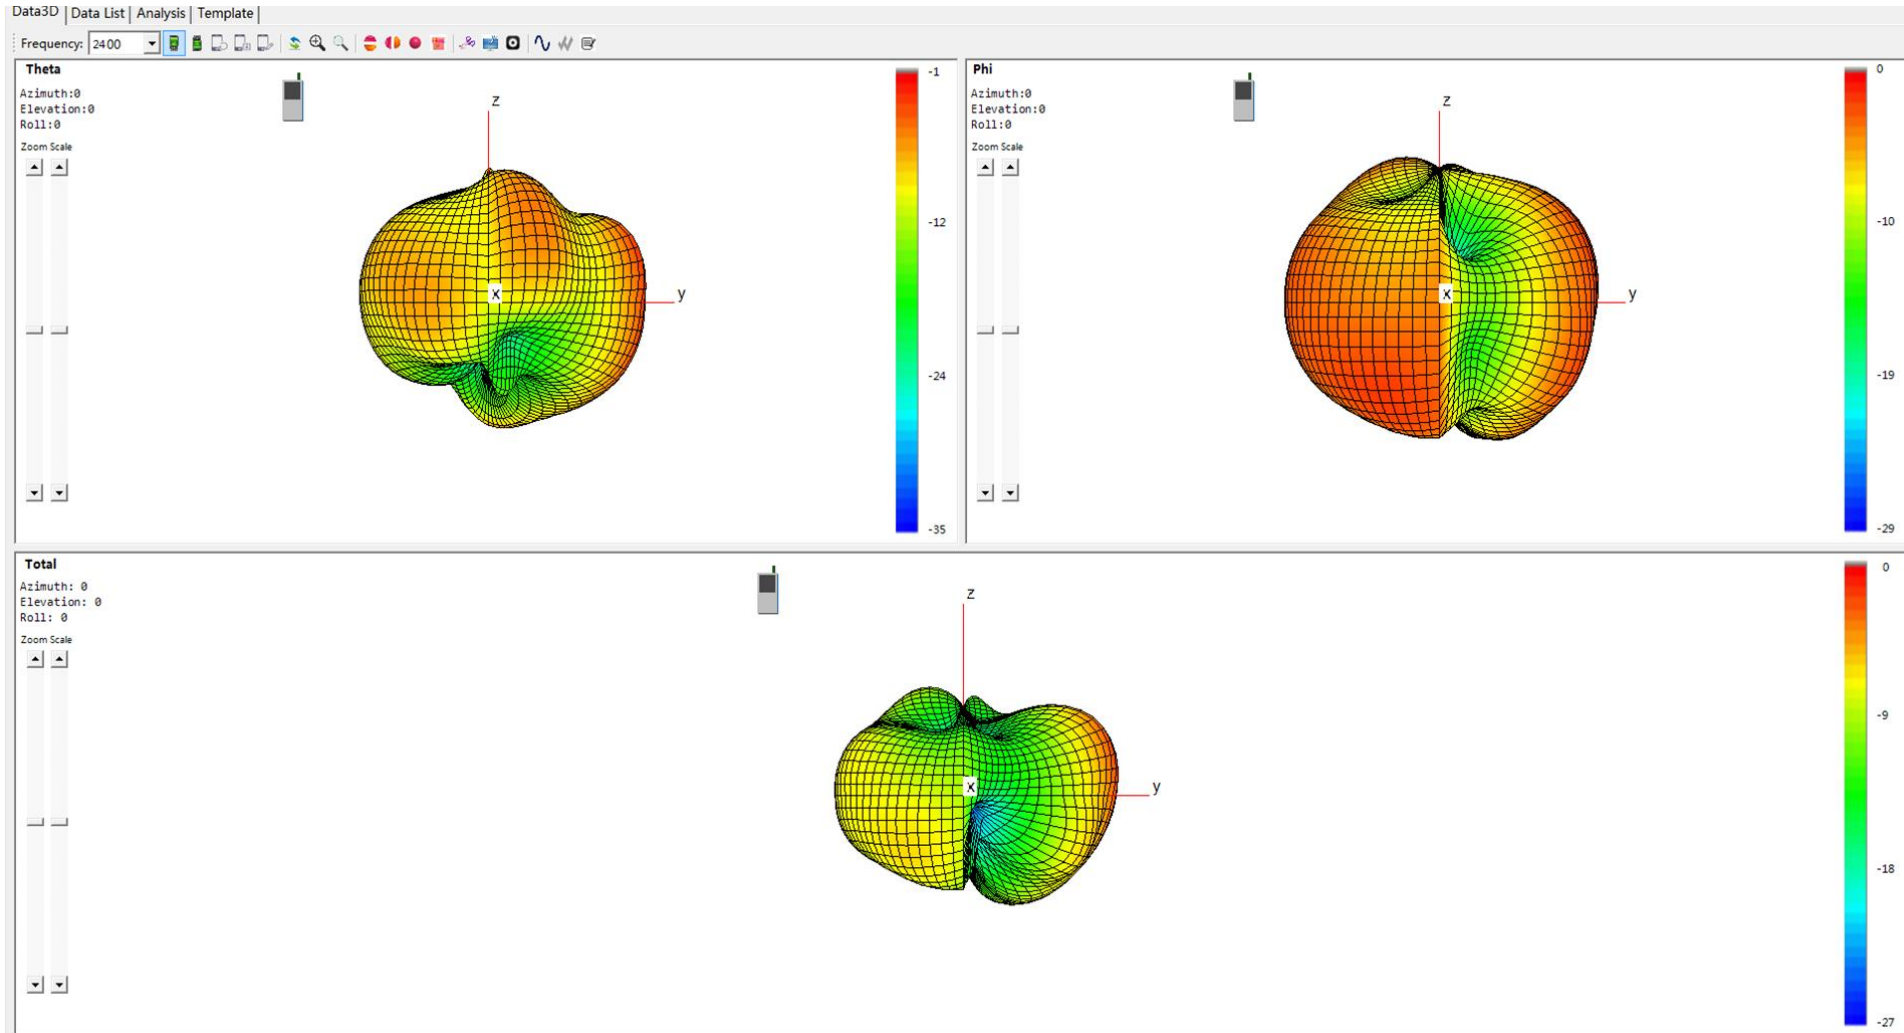 Data3D Data List Analysis Template
Frequency: 2400
Theta
Azimuth:0
Elevation:0
Roll:0
Zoom Scale
z
x
y
-1
-12
-24
-35
Phi
Azimuth:0
Elevation:0
Roll:0
Zoom Scale
z
x
y
0
-10
-19
-29
Total
Azimuth: 0
Elevation: 0
Roll: 0
Zoom Scale
z
x
y
0
-9
-18
-27